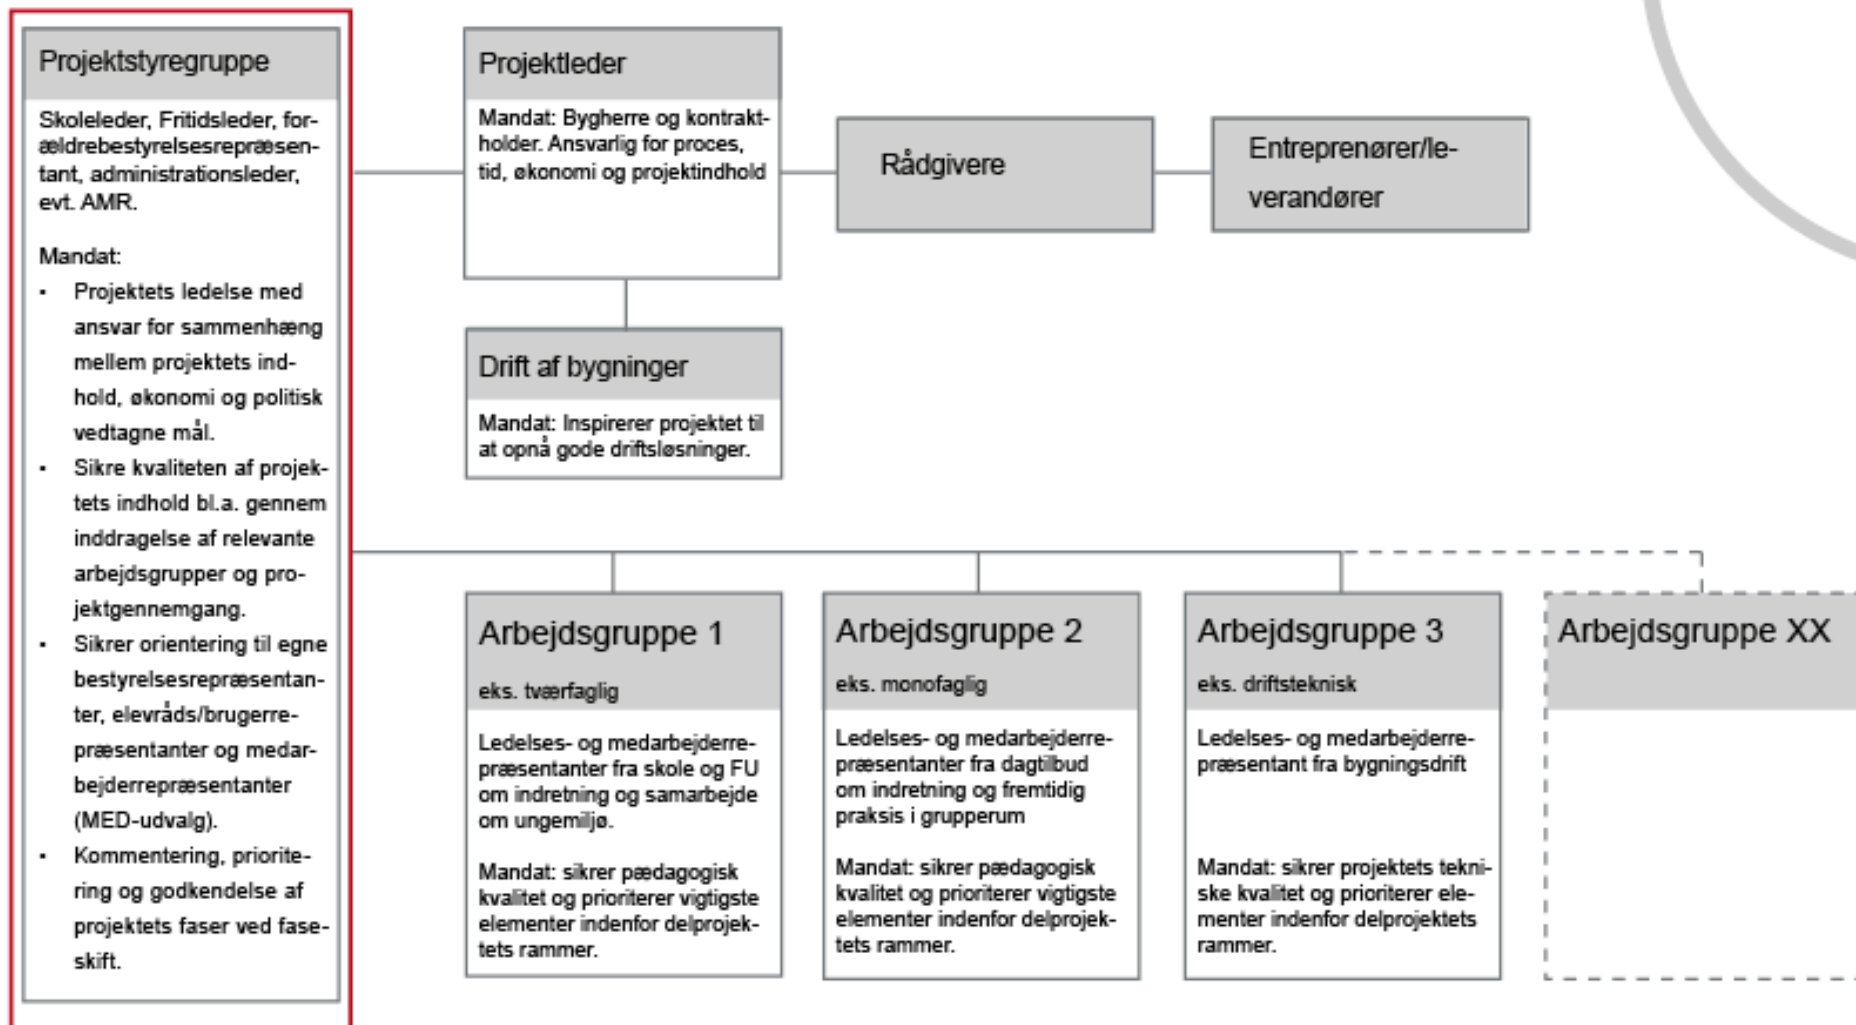 Projektstyregruppe
Skoleleder, Fritidsleder, for-
ældrebestyrelsesrepræsen-
tant, administrationsleder,
evt. AMR.
Mandat:
▪ Projektets ledelse med
ansvar for sammenhæng
mellem projektets ind-
hold, økonomi og politisk
vedtagne mål.
▪ Sikre kvaliteten af projek-
tets indhold bl.a. gennem
inddragelse af relevante
arbejdsgrupper og pro-
jektgennemgang.
▪ Sikrer orientering til egne
bestyrelsesrepræsentan-
ter, elevråds/brugerre-
præsentanter og medar-
bejderrepræsentanter
(MED-udvalg).
▪ Kommentering, priorite-
ring og godkendelse af
projektets faser ved fase-
skift.
Projektleder
Mandat: Bygherre og kontrakt-
holder. Ansvarlig for proces,
tid, økonomi og projektindhold
Rådgivere
Entreprenører/le-
verandører
Drift af bygninger
Mandat: Inspirerer projektet til
at opnå gode driftsløsninger.
Arbejdsgruppe 1
eks. tværfaglig
Ledelses- og medarbejderre-
præsentanter fra skole og FU
om indretning og samarbejde
om ungemiljø.
Mandat: sikrer pædagogisk
kvalitet og prioriterer vigtigste
elementer indenfor delprojek-
tets rammer.
Arbejdsgruppe 2
eks. monofaglig
Ledelses- og medarbejderre-
præsentanter fra dagtilbud
om indretning og fremtidig
praksis i grupperum
Mandat: sikrer pædagogisk
kvalitet og prioriterer vigtigste
elementer indenfor delprojek-
tets rammer.
Arbejdsgruppe 3
eks. driftsteknisk
Ledelses- og medarbejderre-
præsentant fra bygningsdrift
Mandat: sikrer projektets tekni-
ske kvalitet og prioriterer ele-
menter indenfor delprojektets
rammer.
Arbejdsgruppe XX